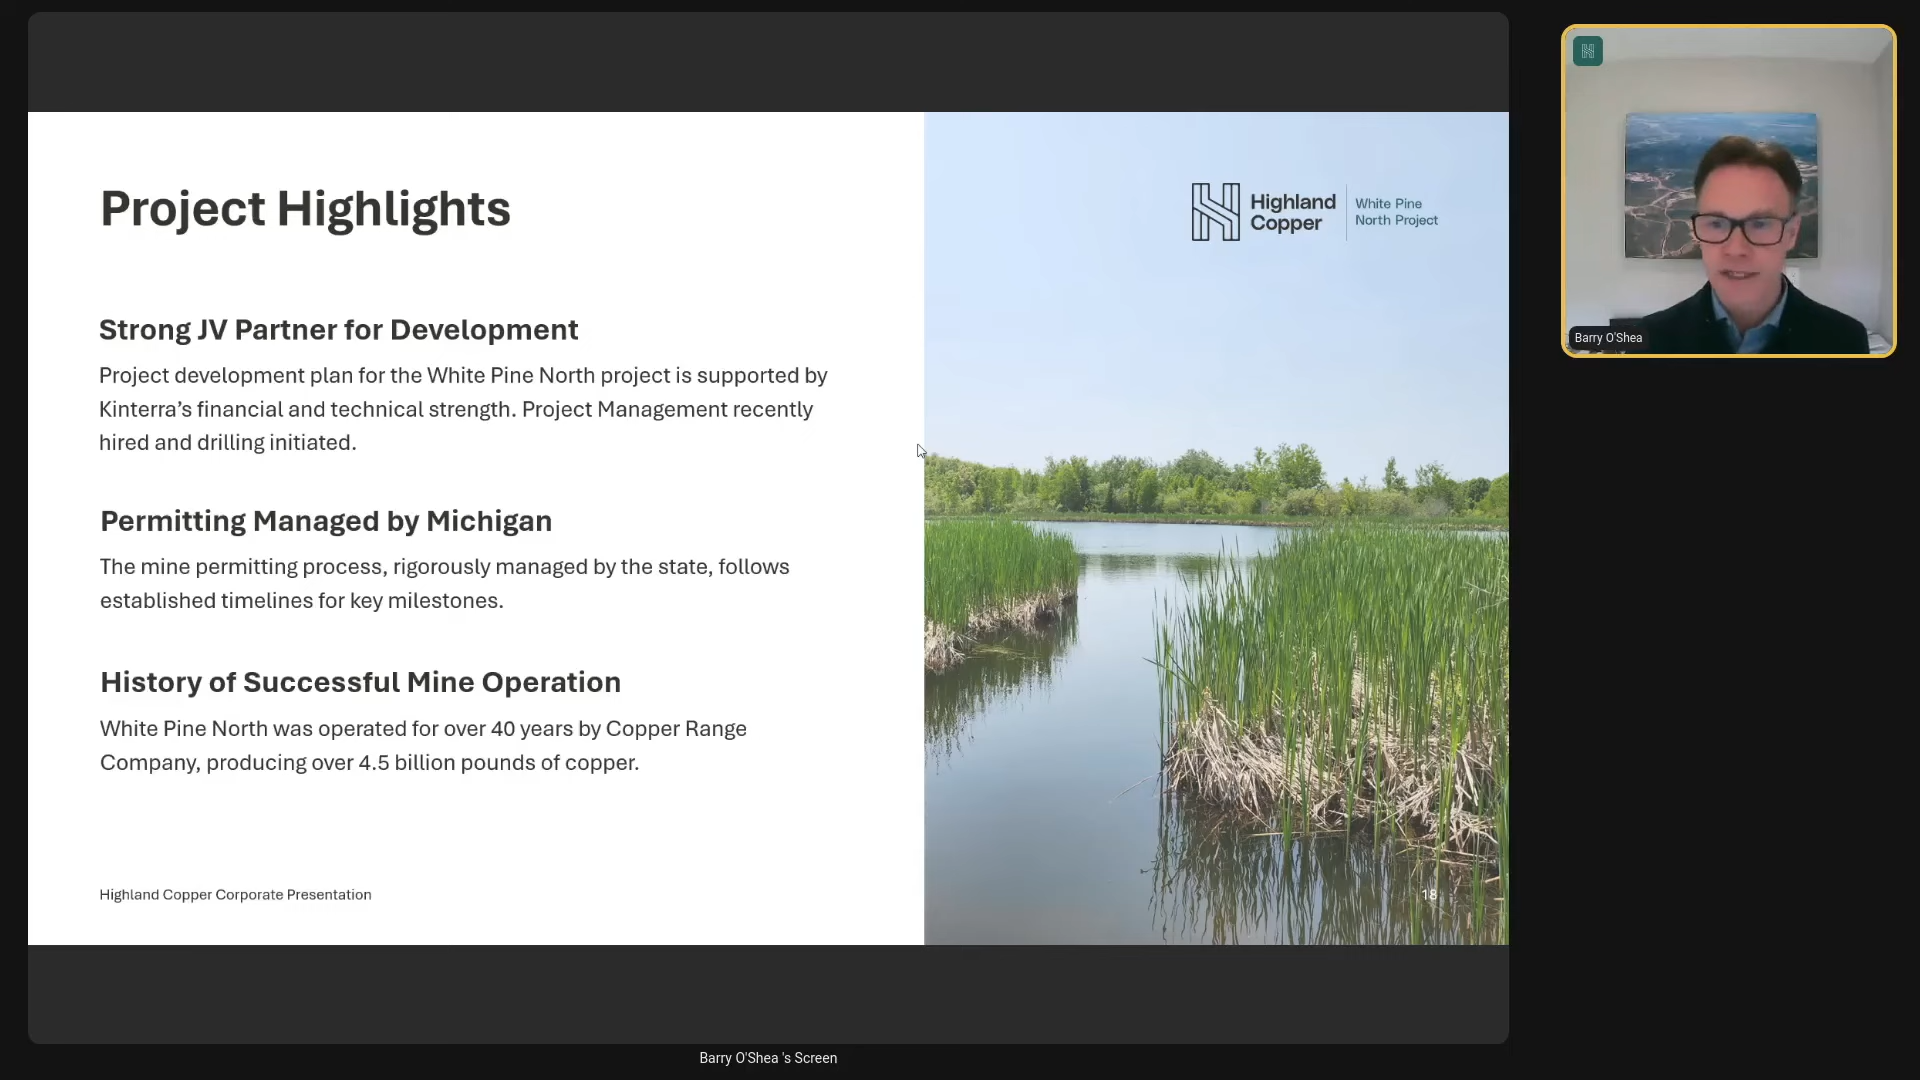 Project Highlights
Highland
Copper
White Pine
North Project
Strong JV Partner for Development
Project development plan for the White Pine North project is supported by
Kinterra’s financial and technical strength. Project Management recently
hired and drilling initiated.
Permitting Managed by Michigan
The mine permitting process, rigorously managed by the state, follows
established timelines for key milestones.
History of Successful Mine Operation
White Pine North was operated for over 40 years by Copper Range
Company, producing over 4.5 billion pounds of copper.
Highland Copper Corporate Presentation
18
Barry O'Shea
Barry O'Shea 's Screen